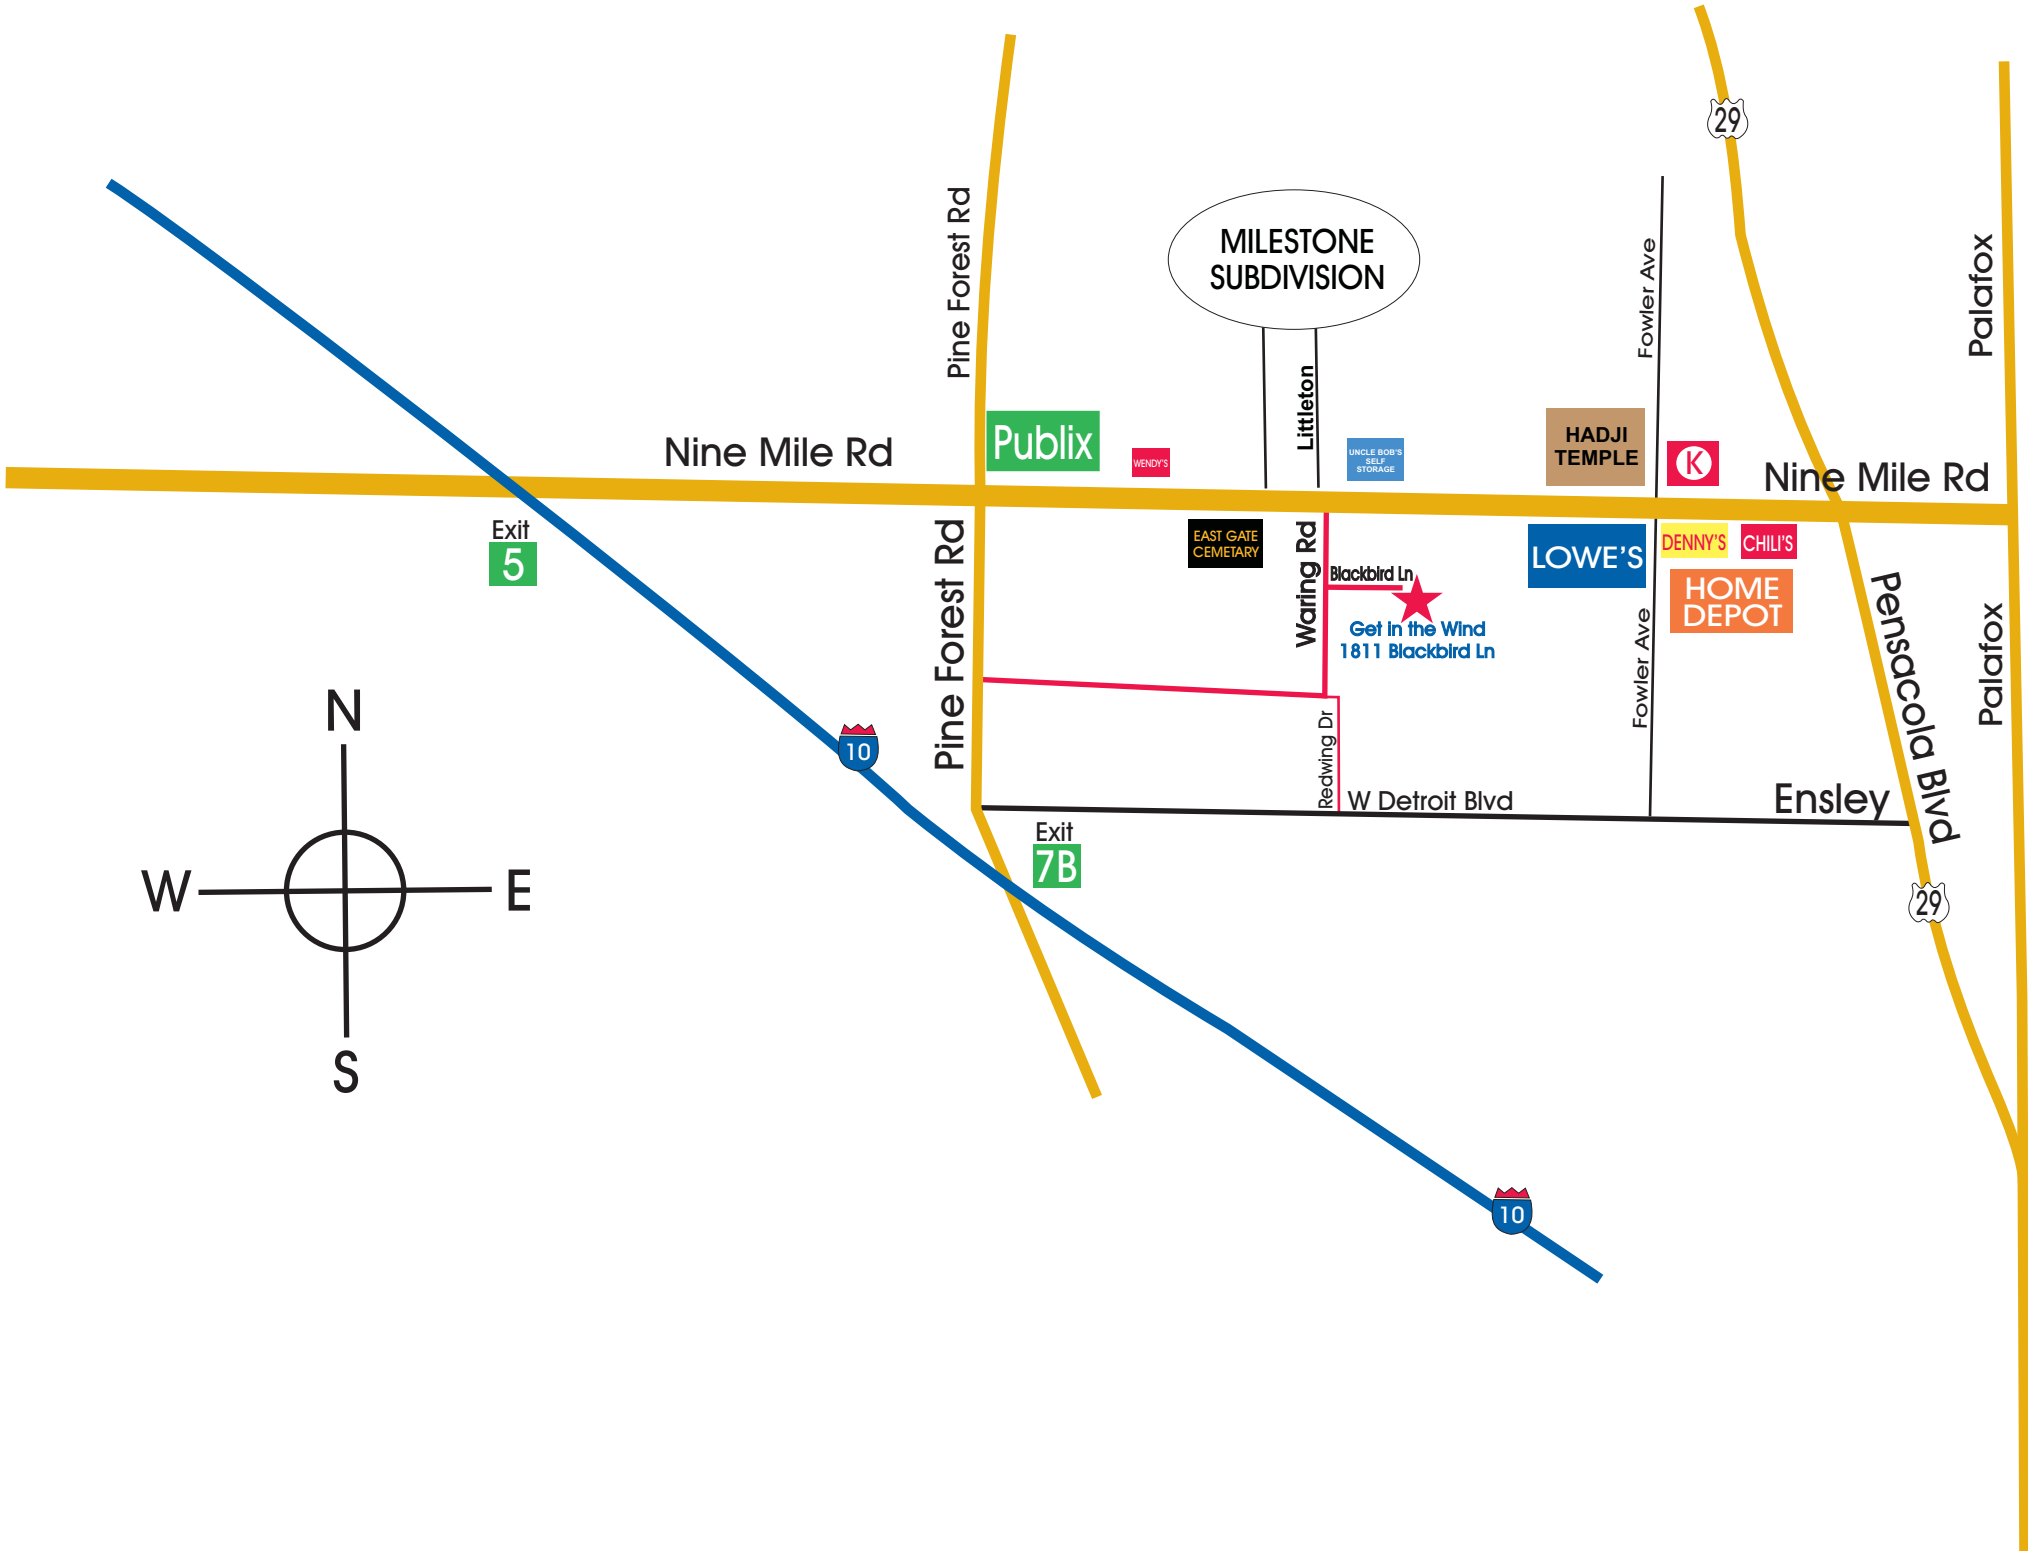 29
Pine Forest Rd
MILESTONE
SUBDIVISION
Fowler Ave
Palafox
Littleton
Nine Mile Rd
Publix
WENDY'S
UNCLE BOB'S
SELF
STORAGE
HADJI
TEMPLE
K
Nine Mile Rd
Exit
5
Pine Forest Rd
EAST GATE
CEMETARY
Waring Rd
Blackbird Ln
Get in the Wind
1811 Blackbird Ln
LOWE'S
DENNY'S
CHILI'S
HOME
DEPOT
Fowler Ave
Pensacola Blvd
Palafox
N
W
E
S
10
Redwing Dr
W Detroit Blvd
Ensley
Exit
7B
29
10